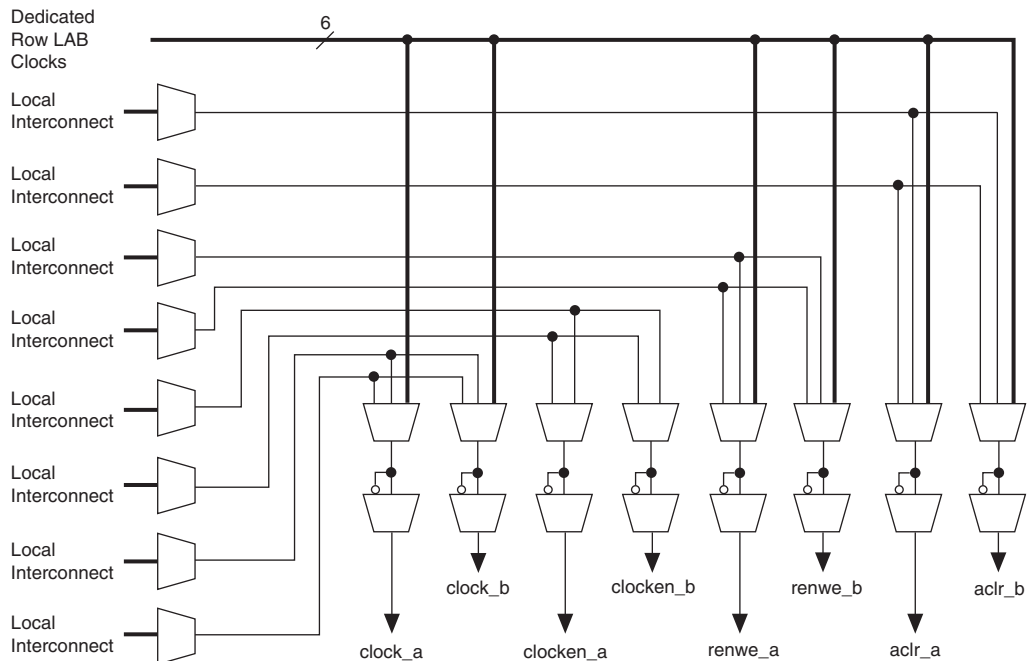 Dedicated
Row LAB
Clocks
6
Local
Interconnect
Local
Interconnect
Local
Interconnect
Local
Interconnect
Local
Interconnect
Local
Interconnect
Local
Interconnect
Local
Interconnect
clock_b
clocken_b
renwe_b
aclr_b
clock_a
clocken_a
renwe_a
aclr_a